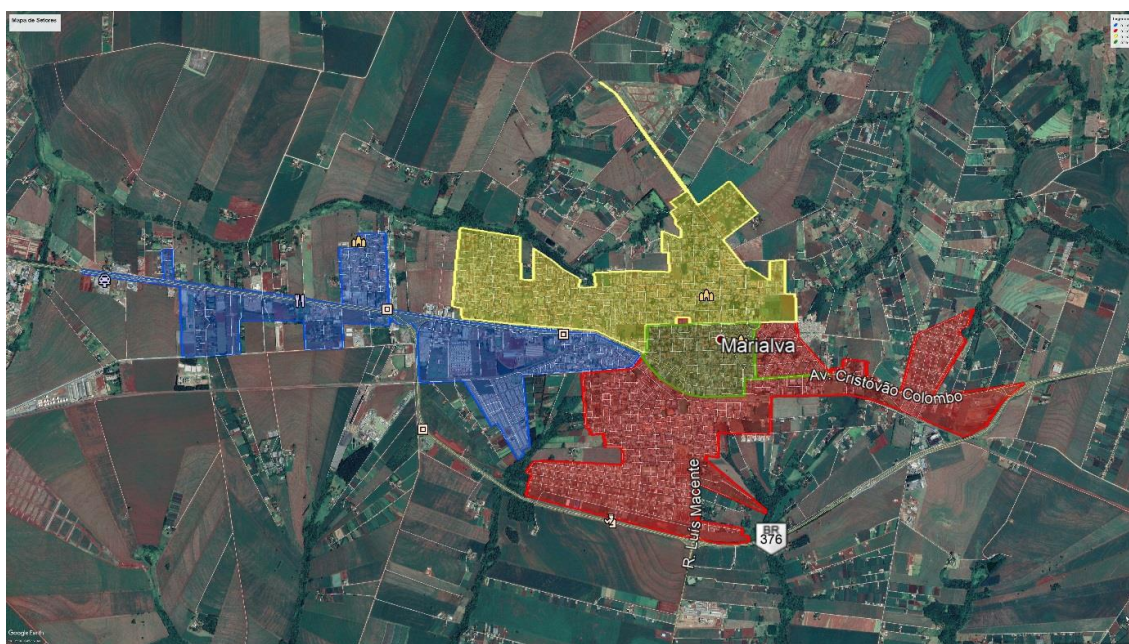 Mapa de Setores
Marialva
Av. Cristóvão Colombo
R. Luís Macente
BR
376
Google Earth